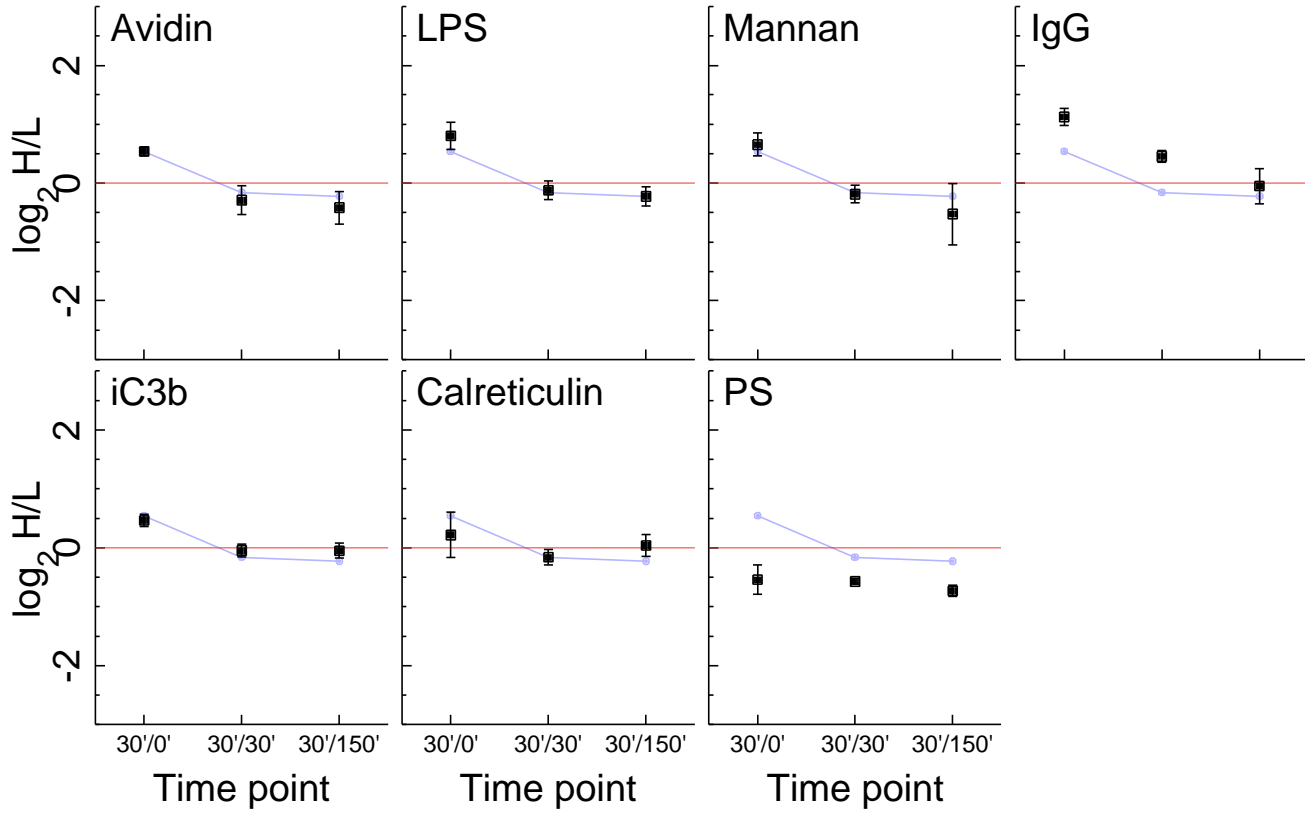 Avidin LPS Mannan IgG
2
0
-2
log2 H/L
iC3b Calreticulin PS
2
0
-2
log2 H/L
30'/0' 30'/30' 30'/150' 30'/0' 30'/30' 30'/150' 30'/0' 30'/30' 30'/150'
Time point Time point Time point